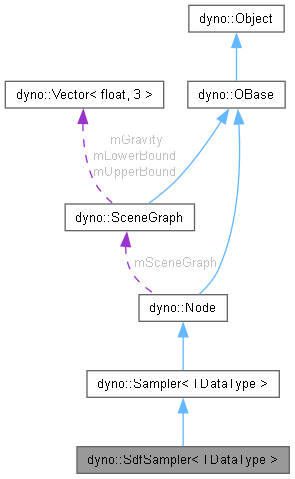 dyno::Object
dyno::Vector< float, 3 >
dyno::OBase
mGravity
mLowerBound
mUpperBound
dyno::SceneGraph
mSceneGraph
dyno::Node
dyno::Sampler< TDataType >
dyno::SdfSampler< TDataType >